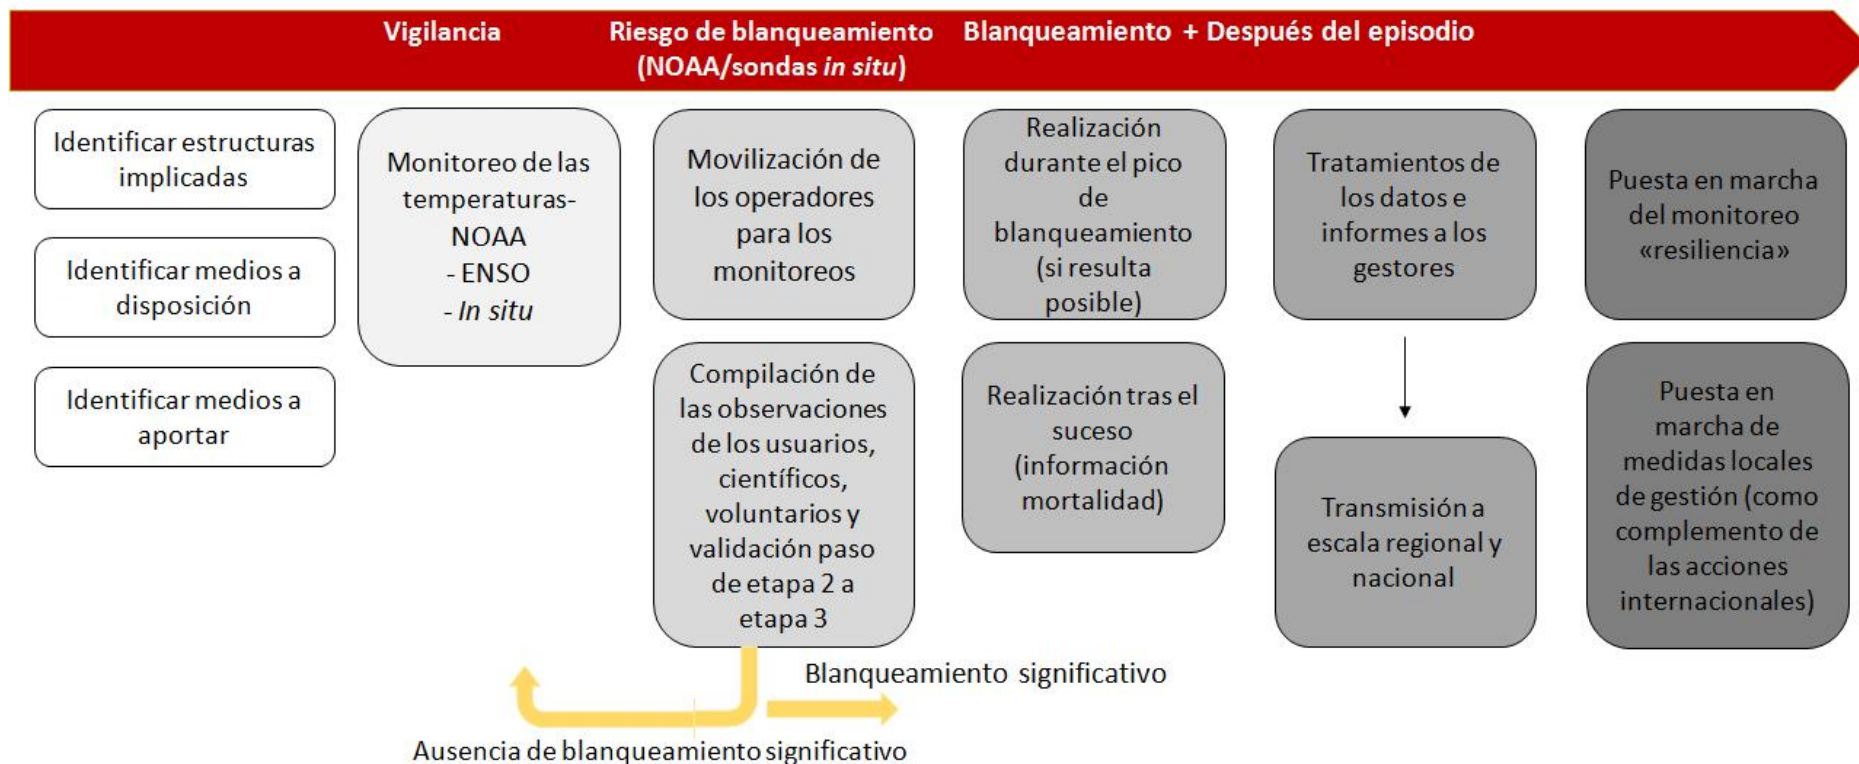 Vigilancia
Riesgo de blanqueamiento
(NOAA/sondas in situ)
Blanqueamiento + Después del episodio
Identificar estructuras
implicadas
Identificar medios a
disposición
Identificar medios a
aportar
Monitoreo de las
temperaturas-
NOAA
- ENSO
- In situ
Movilización de
los operadores
para los
monitoreos
Compilación de
las observaciones
de los usuarios,
científicos,
voluntarios y
validación paso
de etapa 2 a
etapa 3
Realización
durante el pico
de
blanqueamiento
(si resulta
posible)
Realización tras el
suceso
(información
mortalidad)
Tratamientos de
los datos e
informes a los
gestores
Transmisión a
escala regional y
nacional
Puesta en marcha
del monitoreo
«resiliencia»
Puesta en
marcha de
medidas locales
de gestión (como
complemento de
las acciones
internacionales)
Blanqueamiento significativo
Ausencia de blanqueamiento significativo